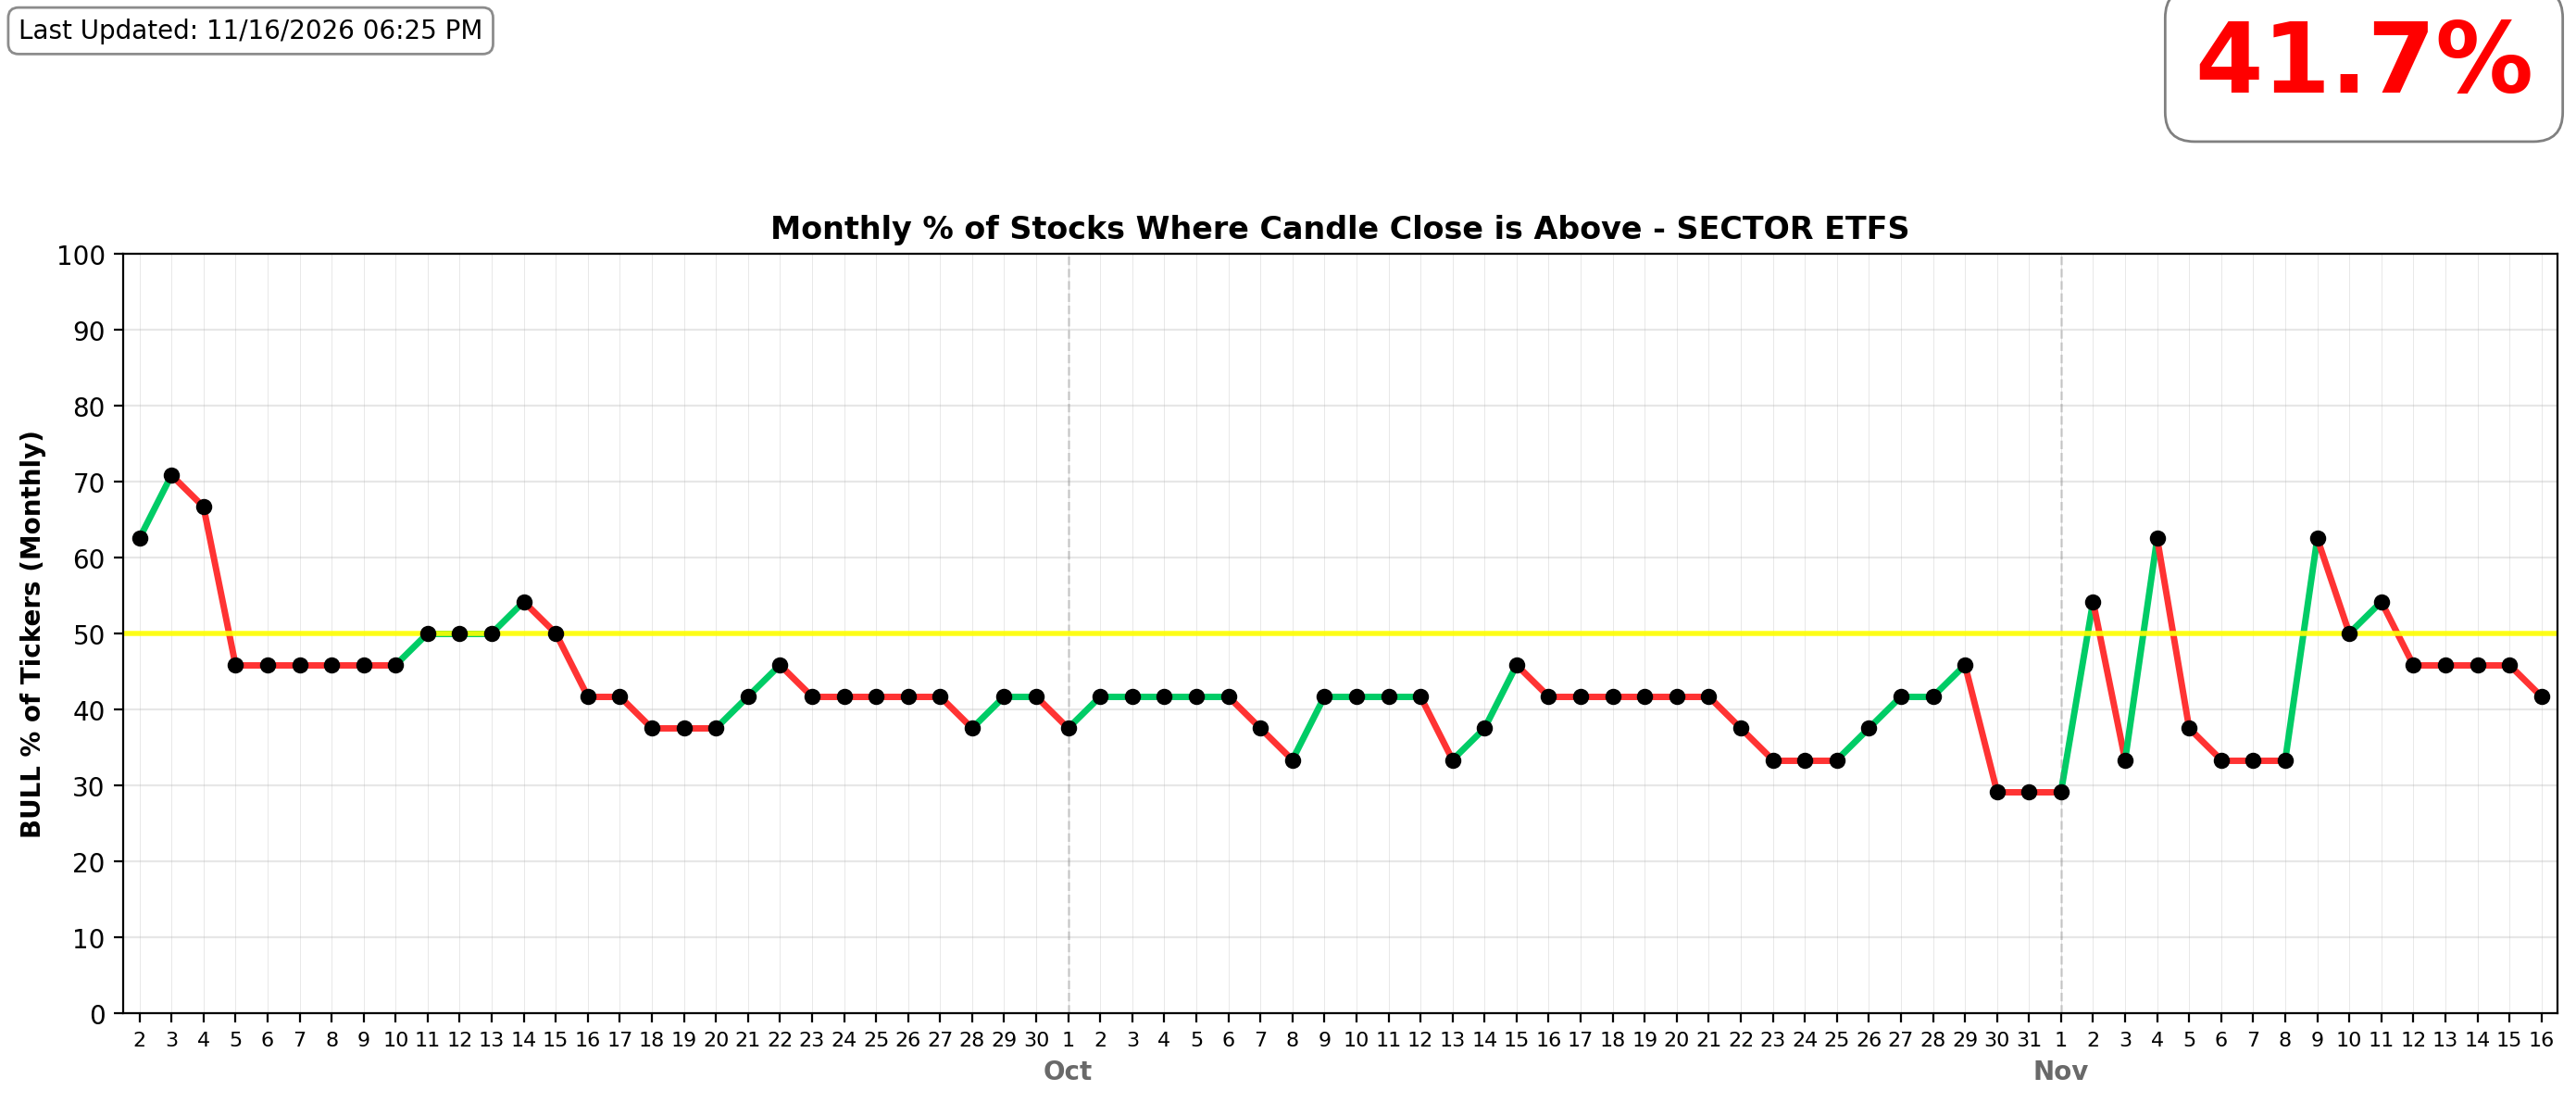 Last Updated: 11/16/2026 06:25 PM
41.7%
Monthly % of Stocks Where Candle Close is Above - SECTOR ETFS
BULL % of Tickers (Monthly)
100
90
80
70
60
50
40
30
20
10
0
2 3 4 5 6 7 8 9 10 11 12 13 14 15 16 17 18 19 20 21 22 23 24 25 26 27 28 29 30 1 2 3 4 5 6 7 8 9 10 11 12 13 14 15 16 17 18 19 20 21 22 23 24 25 26 27 28 29 30 31 1 2 3 4 5 6 7 8 9 10 11 12 13 14 15 16
Oct Nov